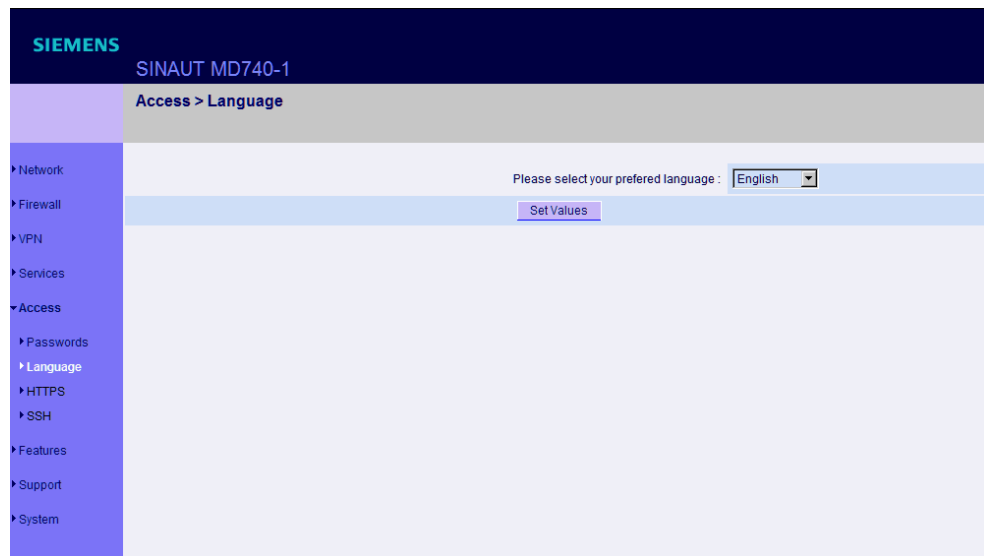 SIEMENS
SINAUT MD740-1
Access > Language
Network
Firewall
VPN
Services
Access
Passwords
Language
HTTPS
SSH
Features
Support
System
Please select your prefered language : English
Set Values